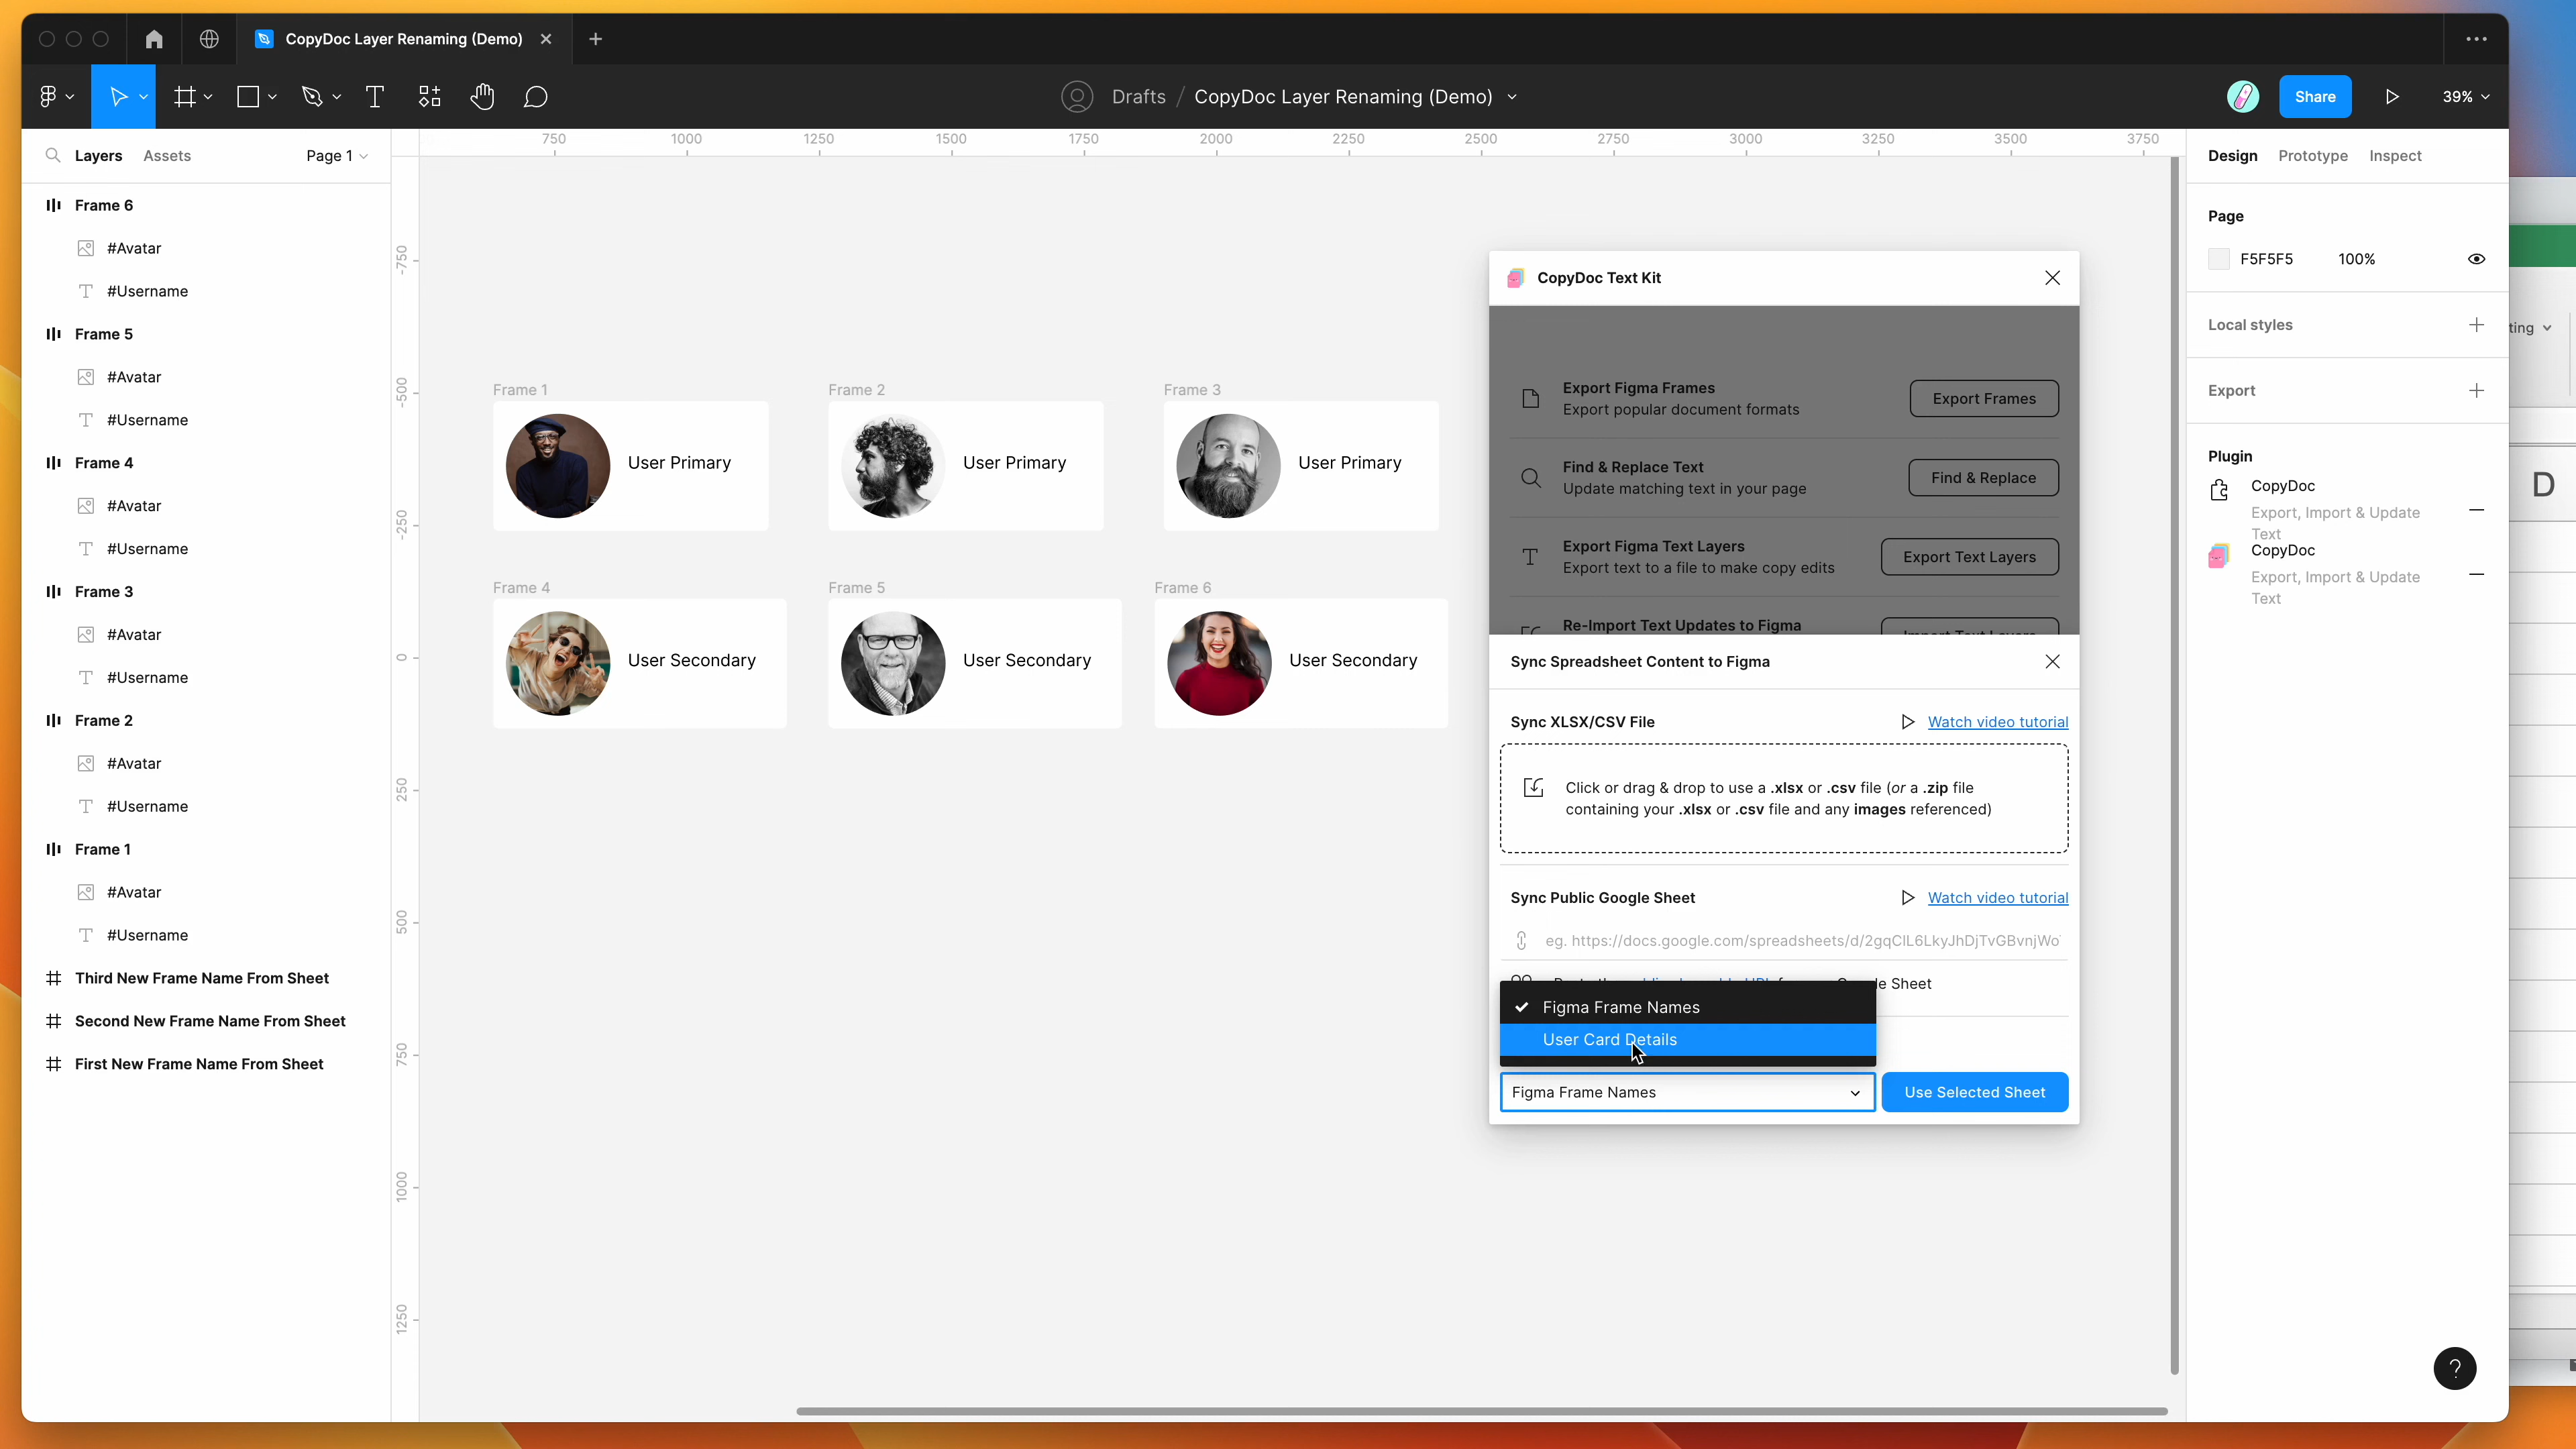 CopyDoc Layer Renaming (Demo)
Drafts / CopyDoc Layer Renaming (Demo)
Share
39%
Layers
Assets
Page 1
Frame 6
#Avatar
#Username
Frame 5
#Avatar
#Username
Frame 4
#Avatar
#Username
Frame 3
#Avatar
#Username
Frame 2
#Avatar
#Username
Frame 1
#Avatar
#Username
Third New Frame Name From Sheet
Second New Frame Name From Sheet
First New Frame Name From Sheet
750 1000 1250 1500 1750 2000 2250 2500 2750 3000 3250 3500 3750
-750
-500
-250
0
250
500
750
1000
1250
Frame 1
User Primary
Frame 2
User Primary
Frame 3
User Primary
Frame 4
User Secondary
Frame 5
User Secondary
Frame 6
User Secondary
CopyDoc Text Kit
Export Figma Frames
Export popular document formats
Export Frames
Find & Replace Text
Update matching text in your page
Find & Replace
Export Figma Text Layers
Export text to a file to make copy edits
Export Text Layers
Re-Import Text Updates to Figma
Sync Spreadsheet Content to Figma
Sync XLSX/CSV File
Watch video tutorial
Click or drag & drop to use a .xlsx or .csv file (or a .zip file
containing your .xlsx or .csv file and any images referenced)
Sync Public Google Sheet
Watch video tutorial
eg. https://docs.google.com/spreadsheets/d/2gqCIL6LkyJhDjTvGBvnjWo
Sheet
Figma Frame Names
User Card Details
Figma Frame Names
Use Selected Sheet
Design
Prototype
Inspect
Page
F5F5F5
100%
Local styles
Export
Plugin
CopyDoc
Export, Import & Update
Text
CopyDoc
Export, Import & Update
Text
ting
D
?